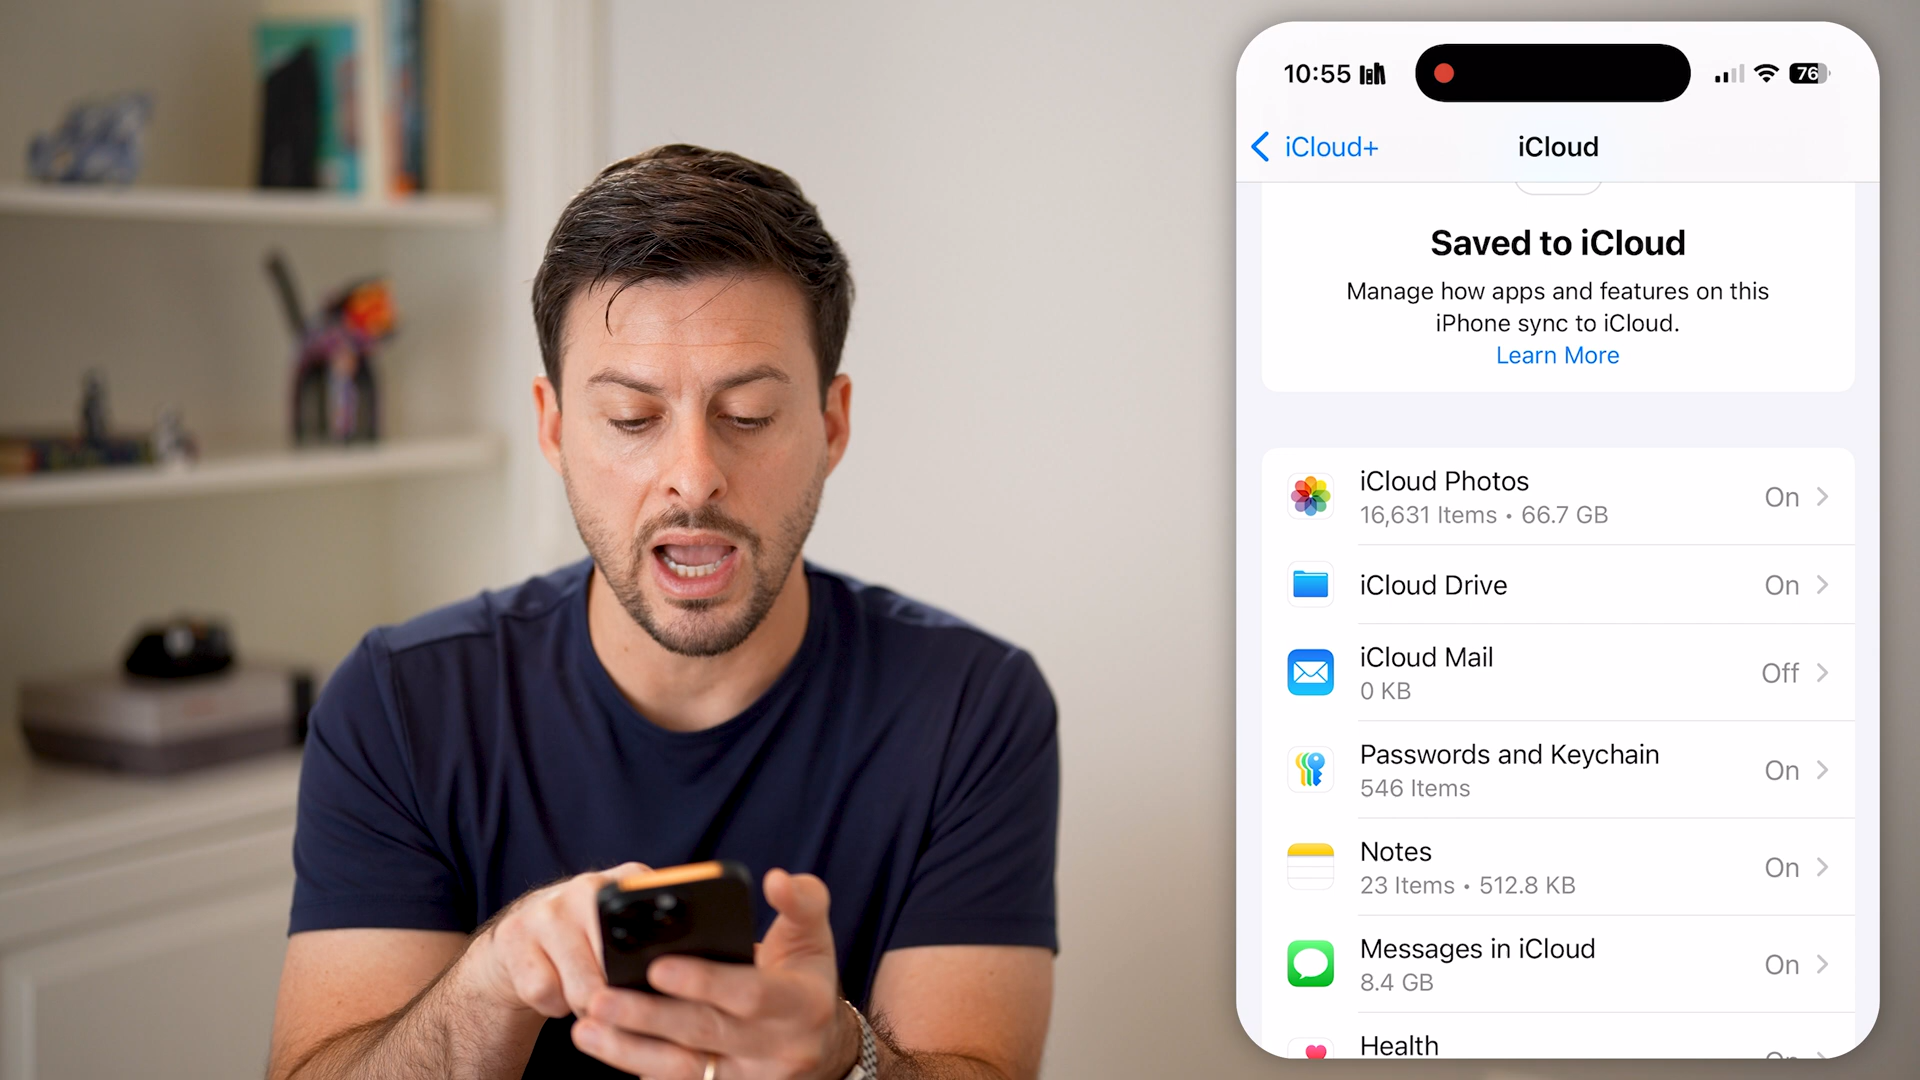 10:55
76
iCloud+
iCloud
Saved to iCloud
Manage how apps and features on this
iPhone sync to iCloud.
Learn More
iCloud Photos
16,631 Items • 66.7 GB
On
iCloud Drive
On
iCloud Mail
0 KB
Off
Passwords and Keychain
546 Items
On
Notes
23 Items • 512.8 KB
On
Messages in iCloud
8.4 GB
On
Health
On